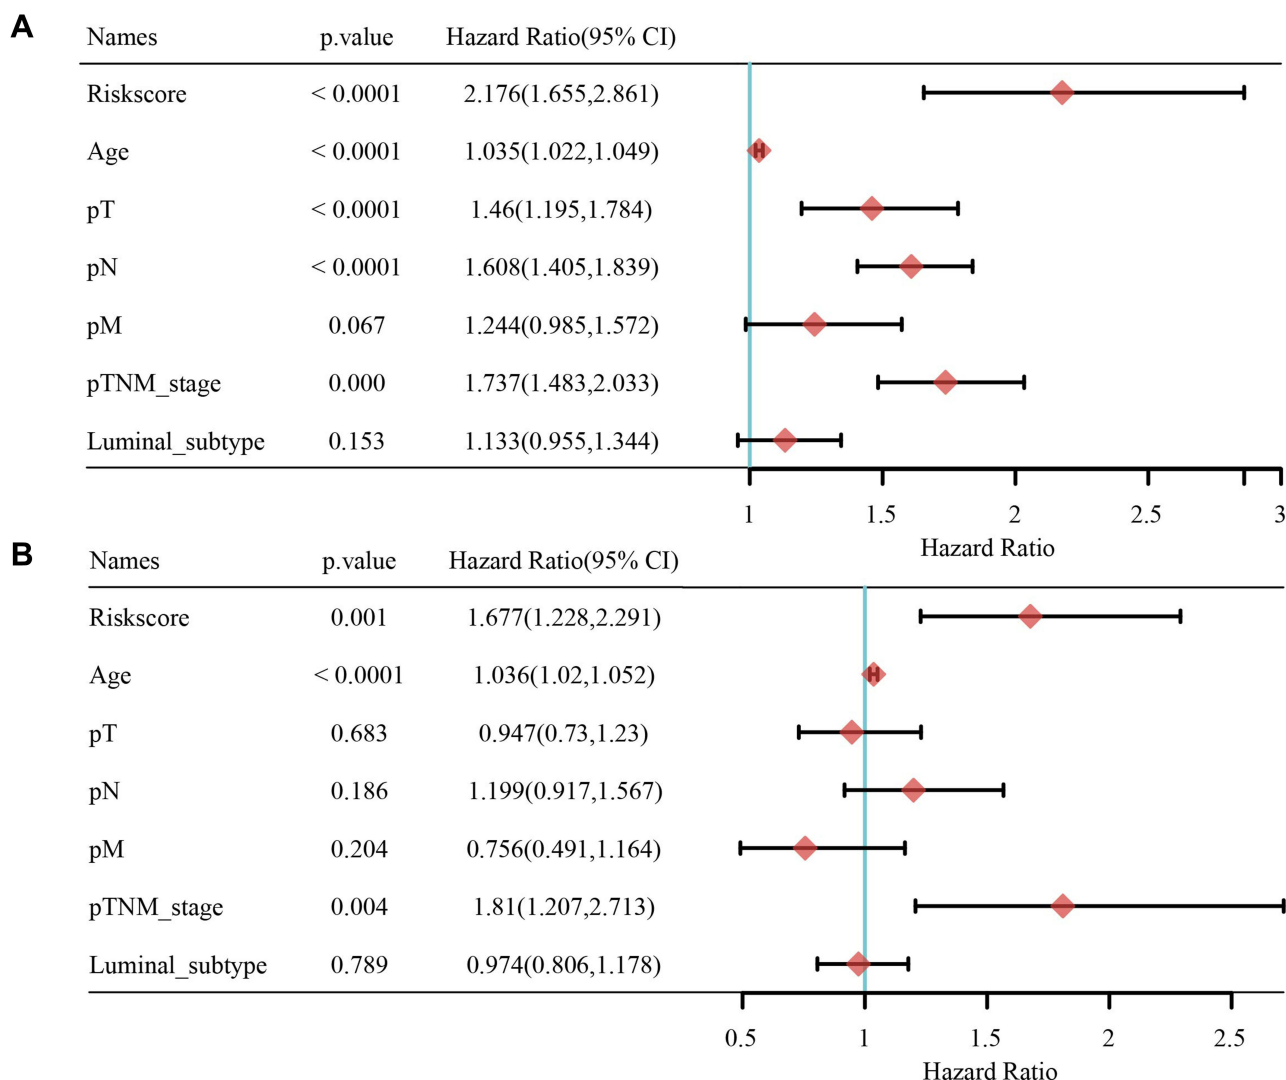 A
Names p.value Hazard Ratio(95% CI)
Riskscore < 0.0001 2.176(1.655,2.861)
Age < 0.0001 1.035(1.022,1.049)
pT < 0.0001 1.46(1.195,1.784)
pN < 0.0001 1.608(1.405,1.839)
pM 0.067 1.244(0.985,1.572)
pTNM_stage 0.000 1.737(1.483,2.033)
Luminal_subtype 0.153 1.133(0.955,1.344)
1 1.5 2 2.5 3
Hazard Ratio
B
Names p.value Hazard Ratio(95% CI)
Riskscore 0.001 1.677(1.228,2.291)
Age < 0.0001 1.036(1.02,1.052)
pT 0.683 0.947(0.73,1.23)
pN 0.186 1.199(0.917,1.567)
pM 0.204 0.756(0.491,1.164)
pTNM_stage 0.004 1.81(1.207,2.713)
Luminal_subtype 0.789 0.974(0.806,1.178)
0.5 1 1.5 2 2.5
Hazard Ratio